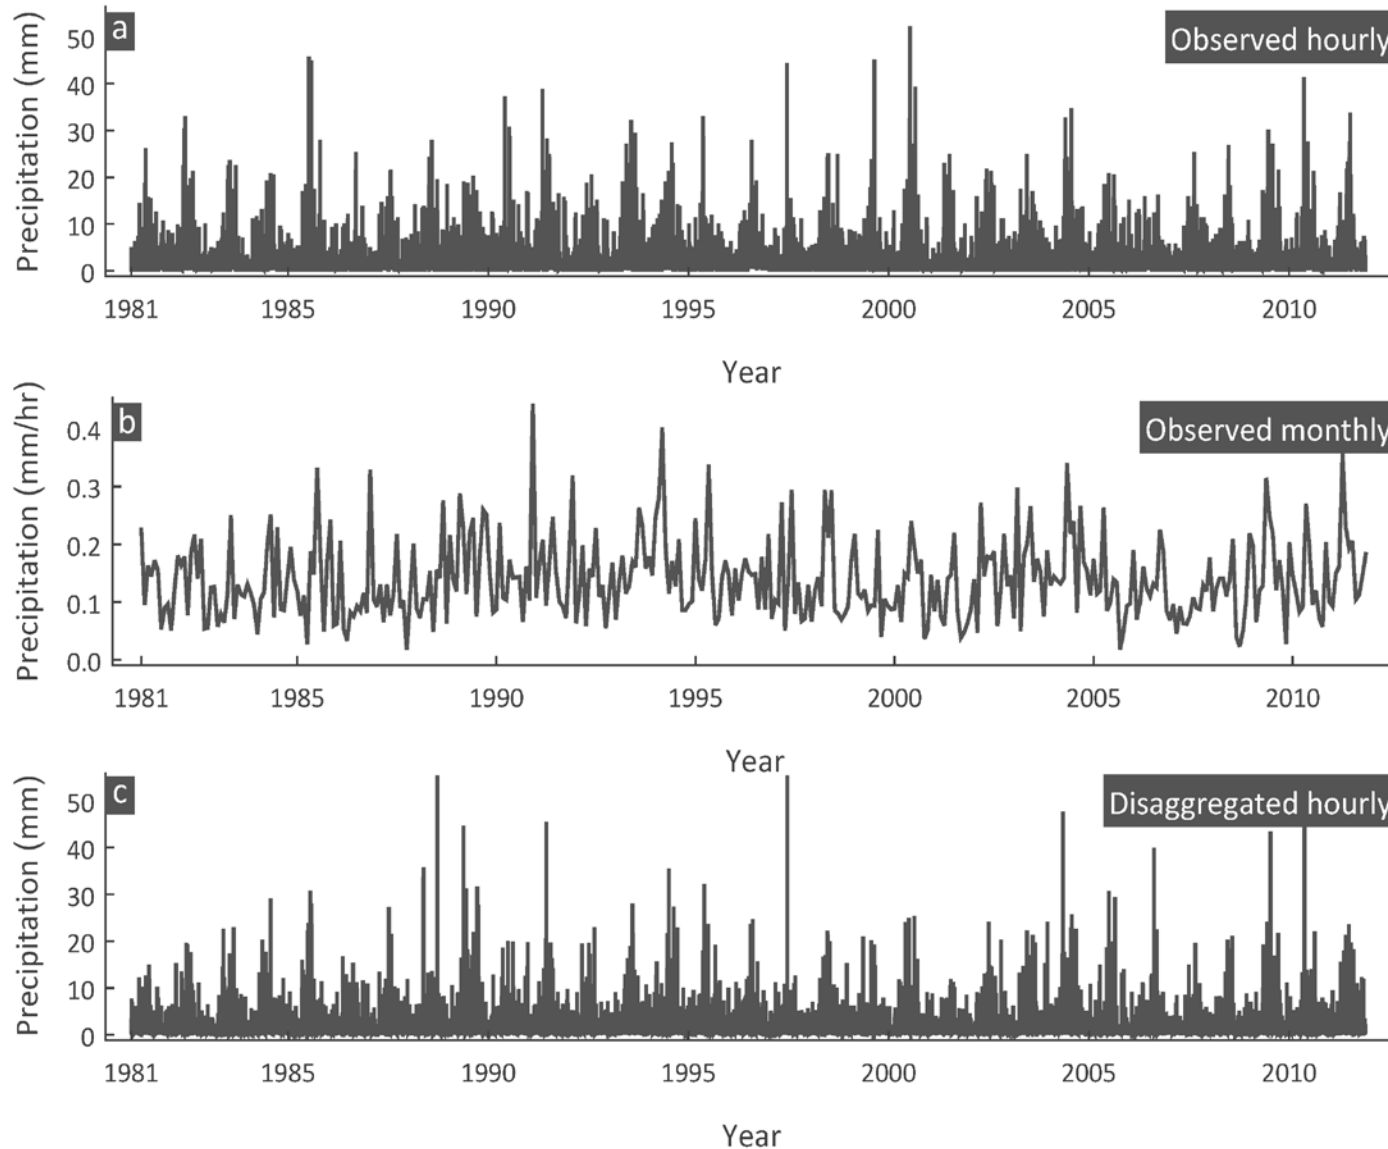 a
Observed hourly
Precipitation (mm)
50
40
30
20
10
0
1981 1985 1990 1995 2000 2005 2010
Year
b
Observed monthly
Precipitation (mm/hr)
0.4
0.3
0.2
0.1
0.0
1981 1985 1990 1995 2000 2005 2010
Year
c
Disaggregated hourly
Precipitation (mm)
50
40
30
20
10
0
1981 1985 1990 1995 2000 2005 2010
Year